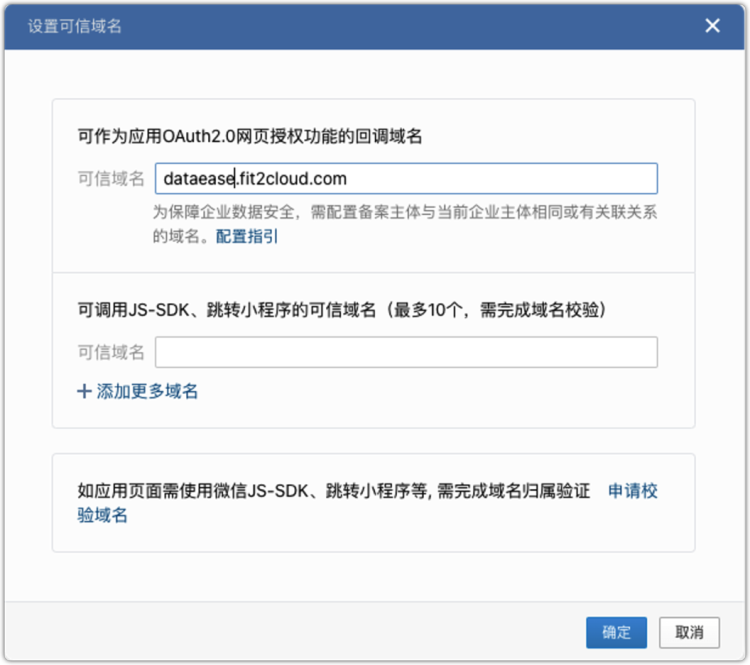 设置可信域名
可作为应用OAuth2.0网页授权功能的回调域名
可信域名 dataease.fit2cloud.com
为保障企业数据安全，需配置备案主体与当前企业主体相同或有关联关系
的域名。配置指引
可调用JS-SDK、跳转小程序的可信域名（最多10个，需完成域名校验）
可信域名
+ 添加更多域名
如应用页面需使用微信JS-SDK、跳转小程序等, 需完成域名归属验证 申请校
验域名
确定 取消